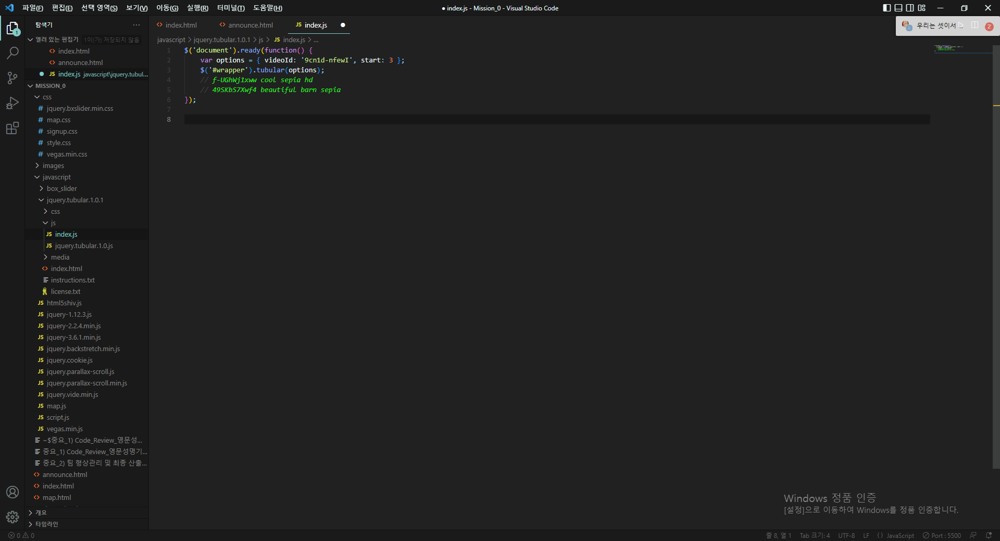 파일(F) 편집(E) 선택 영역(S) 보기(V) 이동(G) 실행(R) 터미널(T) 도움말(H)
● index.js - Mission_0 - Visual Studio Code
탐색기 ···
index.html
announce.html
JS index.js
우리는 셋이서 ...
2
1
열려 있는 편집기 1이(가) 저장되지 않음
index.html
announce.html
JS index.js javascript\jquery.tubul...
MISSION_0
css
# jquery.bxslider.min.css
# map.css
# signup.css
# style.css
# vegas.min.css
images
javascript
box_slider
jquery.tubular.1.0.1
css
js
JS index.js
JS jquery.tubular.1.0.js
media
index.html
instructions.txt
license.txt
JS html5shiv.js
JS jquery-1.12.3.js
JS jquery-2.2.4.min.js
JS jquery-3.6.1.min.js
JS jquery.backstretch.min.js
JS jquery.cookie.js
JS jquery.parallax-scroll.js
JS jquery.parallax-scroll.min.js
JS jquery.vide.min.js
JS map.js
JS script.js
JS vegas.min.js
~$중요_1) Code_Review_영문성...
중요_1) Code_Review_영문성명기...
중요_2) 팀 형상관리 및 최종 산출...
announce.html
index.html
map.html
개요
타임라인
javascript > jquery.tubular.1.0.1 > js > JS index.js > ...
1 $('document').ready(function() {
2 var options = { videoId: '9cn1d-nfewI', start: 3 };
3 $('#wrapper').tubular(options);
4 // f-UGhWj1xww cool sepia hd
5 // 49SKbS7Xwf4 beautiful barn sepia
6 });
7
8
Windows 정품 인증
[설정]으로 이동하여 Windows를 정품 인증합니다.
0 0
줄 8, 열 1 Tab 크기: 4 UTF-8 LF {} JavaScript Port : 5500